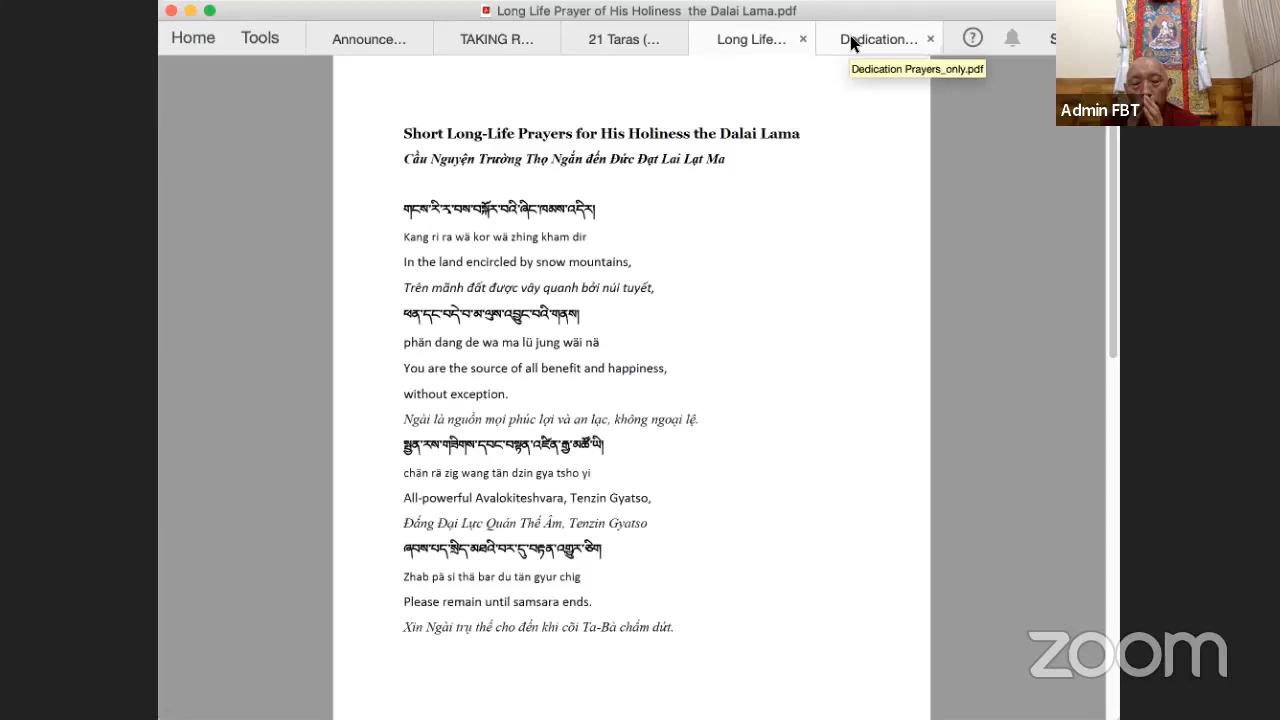 Long Life Prayer of His Holiness the Dalai Lama.pdf
Home Tools Announce... TAKING R... 21 Taras (... Long Life... × Dedication... × ? S
Dedication Prayers_only.pdf
Admin FBT
Short Long-Life Prayers for His Holiness the Dalai Lama
Cầu Nguyện Trường Thọ Ngắn đến Đức Đạt Lai Lạt Ma
གངས་རི་ར་བས་བསྐོར་བའི་ཞིང་ཁམས་འདིར།
Kang ri ra wä kor wä zhing kham dir
In the land encircled by snow mountains,
Trên mãnh đất được vây quanh bởi núi tuyết,
ཕན་དང་བདེ་བ་མ་ལུས་འབྱུང་བའི་གནས།
phän dang de wa ma lü jung wäi nä
You are the source of all benefit and happiness,
without exception.
Ngài là nguồn mọi phúc lợi và an lạc, không ngoại lệ.
སྤྱན་རས་གཟིགས་དབང་བསྟན་འཛིན་རྒྱ་མཚོ་ཡི།
chän rä zig wang tän dzin gya tsho yi
All-powerful Avalokiteshvara, Tenzin Gyatso,
Đấng Đại Lực Quán Thế Âm, Tenzin Gyatso
ཞབས་པད་སྲིད་མཐའི་བར་དུ་བརྟན་འགྱུར་ཅིག
Zhab pä si thä bar du tän gyur chig
Please remain until samsara ends.
Xin Ngài trụ thế cho đến khi cõi Ta-Bà chấm dứt.
zoom